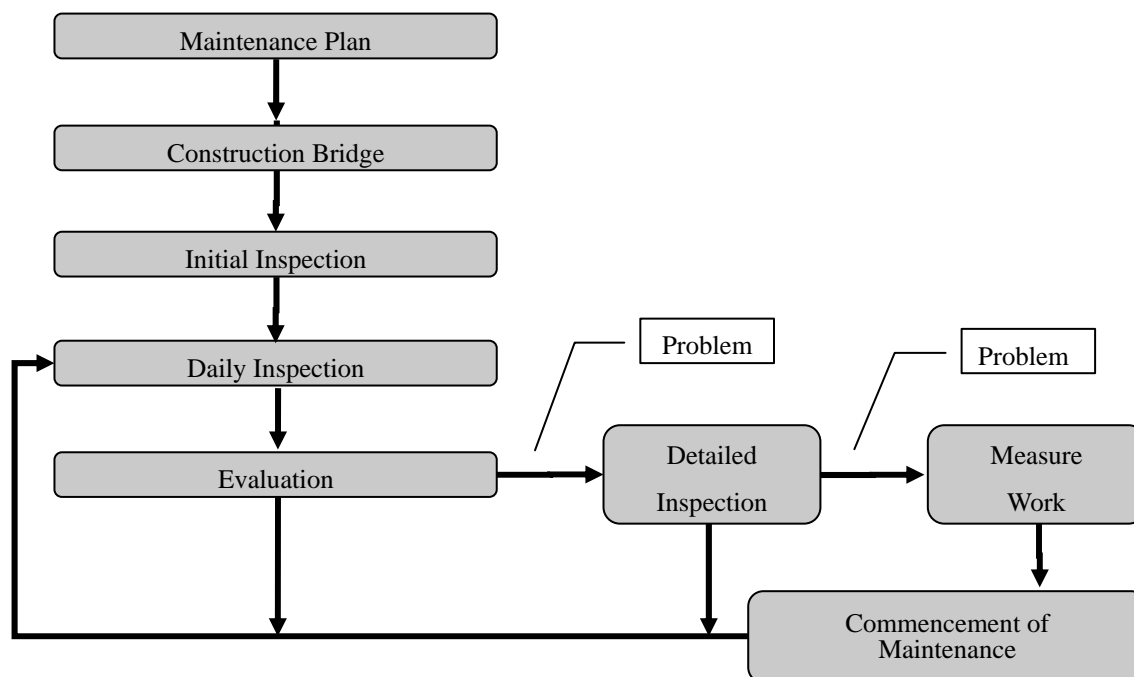 Maintenance Plan
Construction Bridge
Initial Inspection
Daily Inspection
Problem
Problem
Evaluation
Detailed
Inspection
Measure
Work
Commencement of
Maintenance